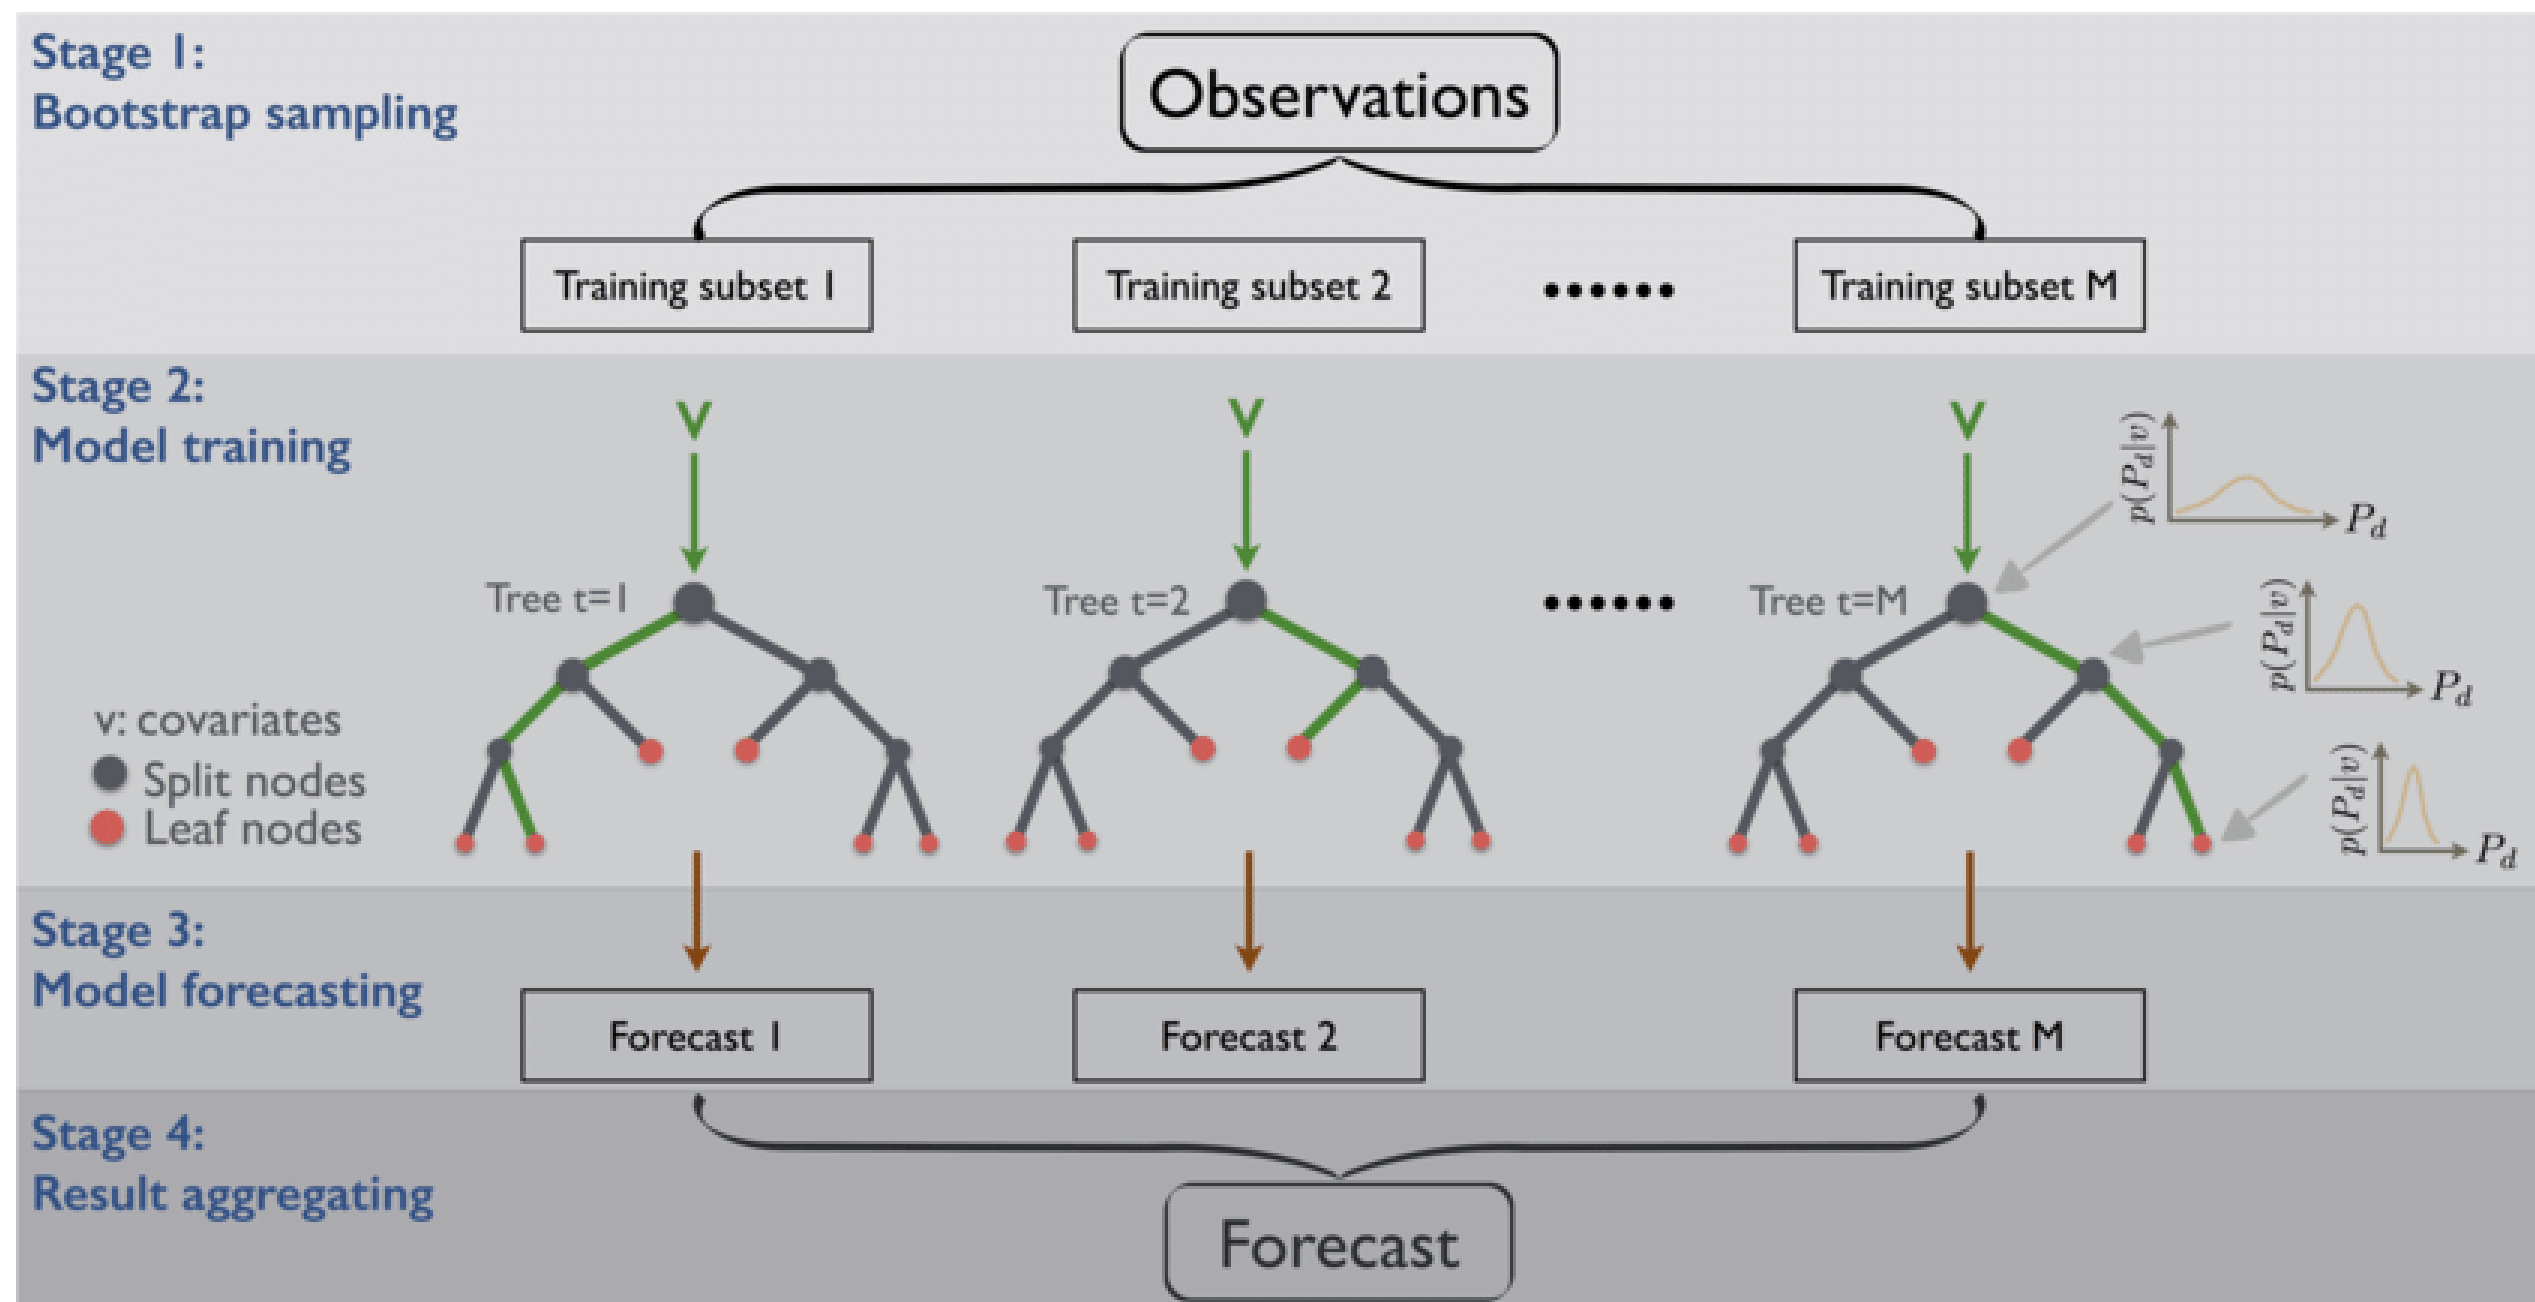 Stage 1:
Bootstrap sampling
Observations
Training subset 1
Training subset 2
......
Training subset M
Stage 2:
Model training
v
v
v
p(P_d|v)
P_d
Tree t=1
Tree t=2
......
Tree t=M
p(P_d|v)
P_d
v: covariates
Split nodes
Leaf nodes
p(P_d|v)
P_d
Stage 3:
Model forecasting
Forecast 1
Forecast 2
Forecast M
Stage 4:
Result aggregating
Forecast